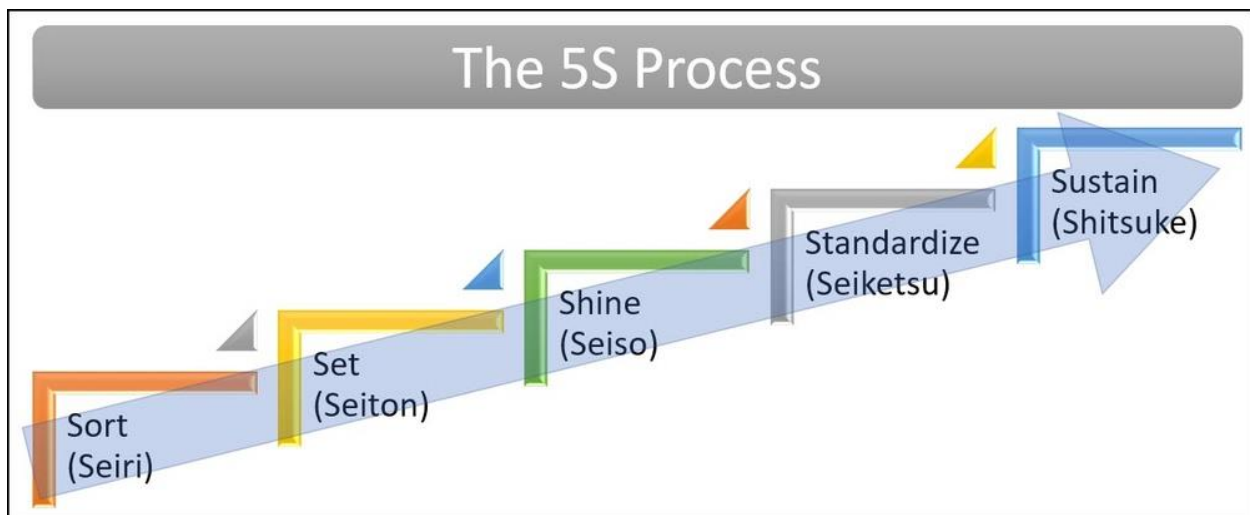 The 5S Process
Sort
(Seiri)
Set
(Seiton)
Shine
(Seiso)
Standardize
(Seiketsu)
Sustain
(Shitsuke)